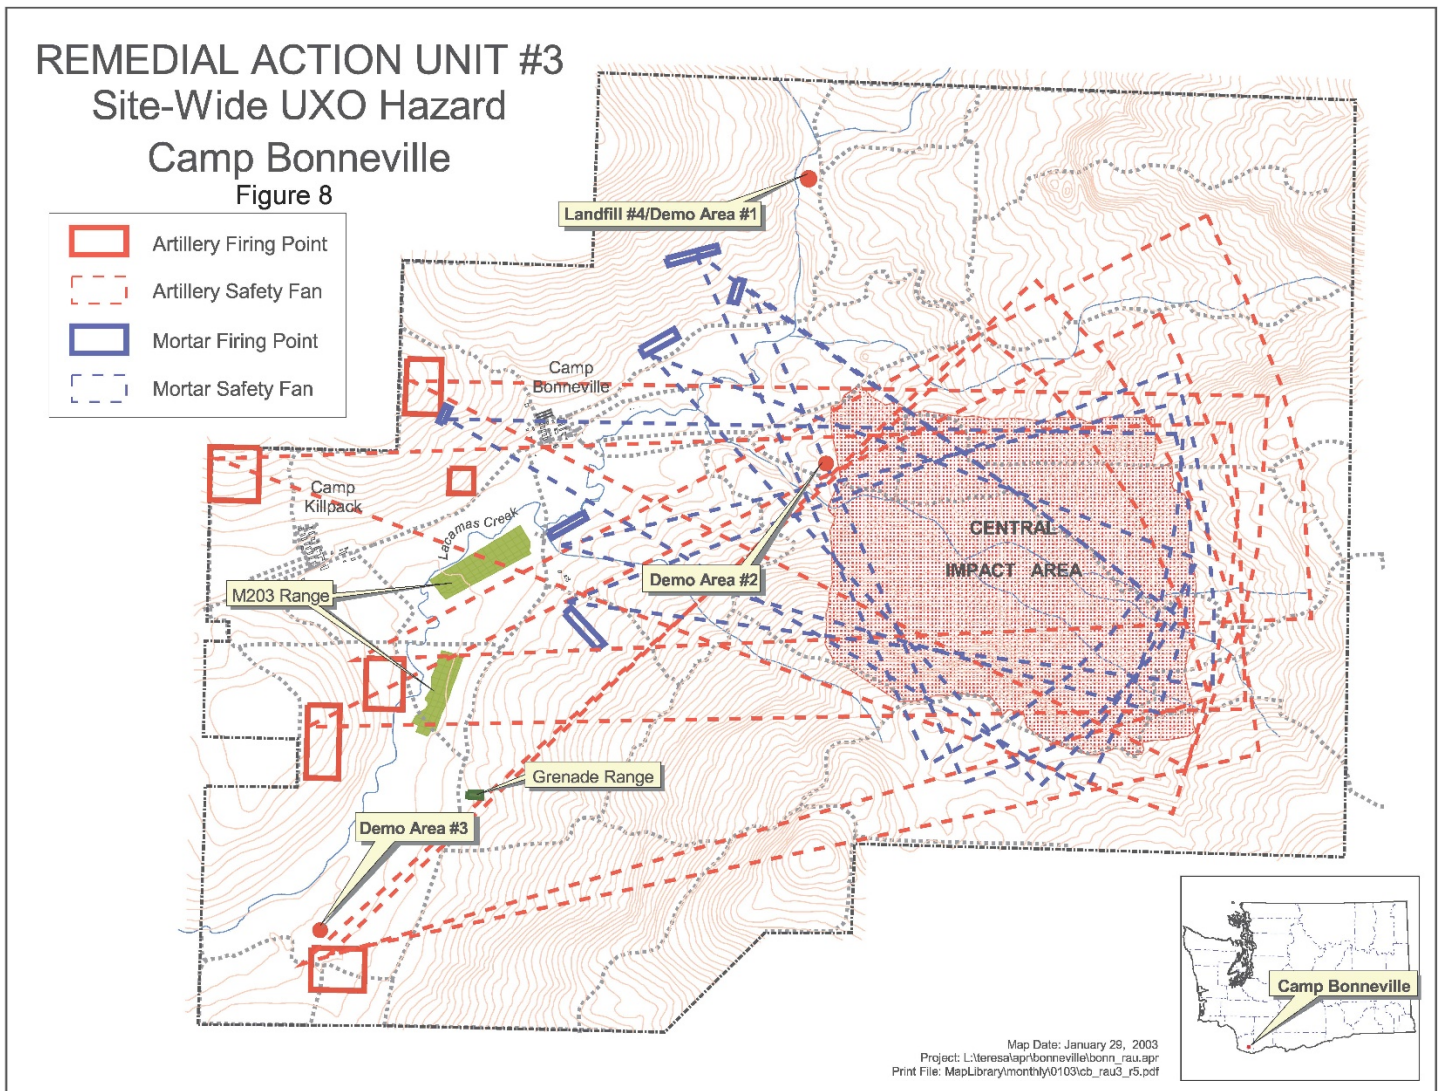 REMEDIAL ACTION UNIT #3
Site-Wide UXO Hazard
Camp Bonneville
Figure 8
Artillery Firing Point
Artillery Safety Fan
Mortar Firing Point
Mortar Safety Fan
Landfill #4/Demo Area #1
Camp
Bonneville
Camp
Killpack
Lacamas Creek
M203 Range
Demo Area #2
CENTRAL
IMPACT AREA
Grenade Range
Demo Area #3
Camp Bonneville
Map Date: January 29, 2003
Project: L:\teresa\apr\bonneville\bonn_rau.apr
Print File: MapLibrary\monthly\0103\cb_rau3_r5.pdf